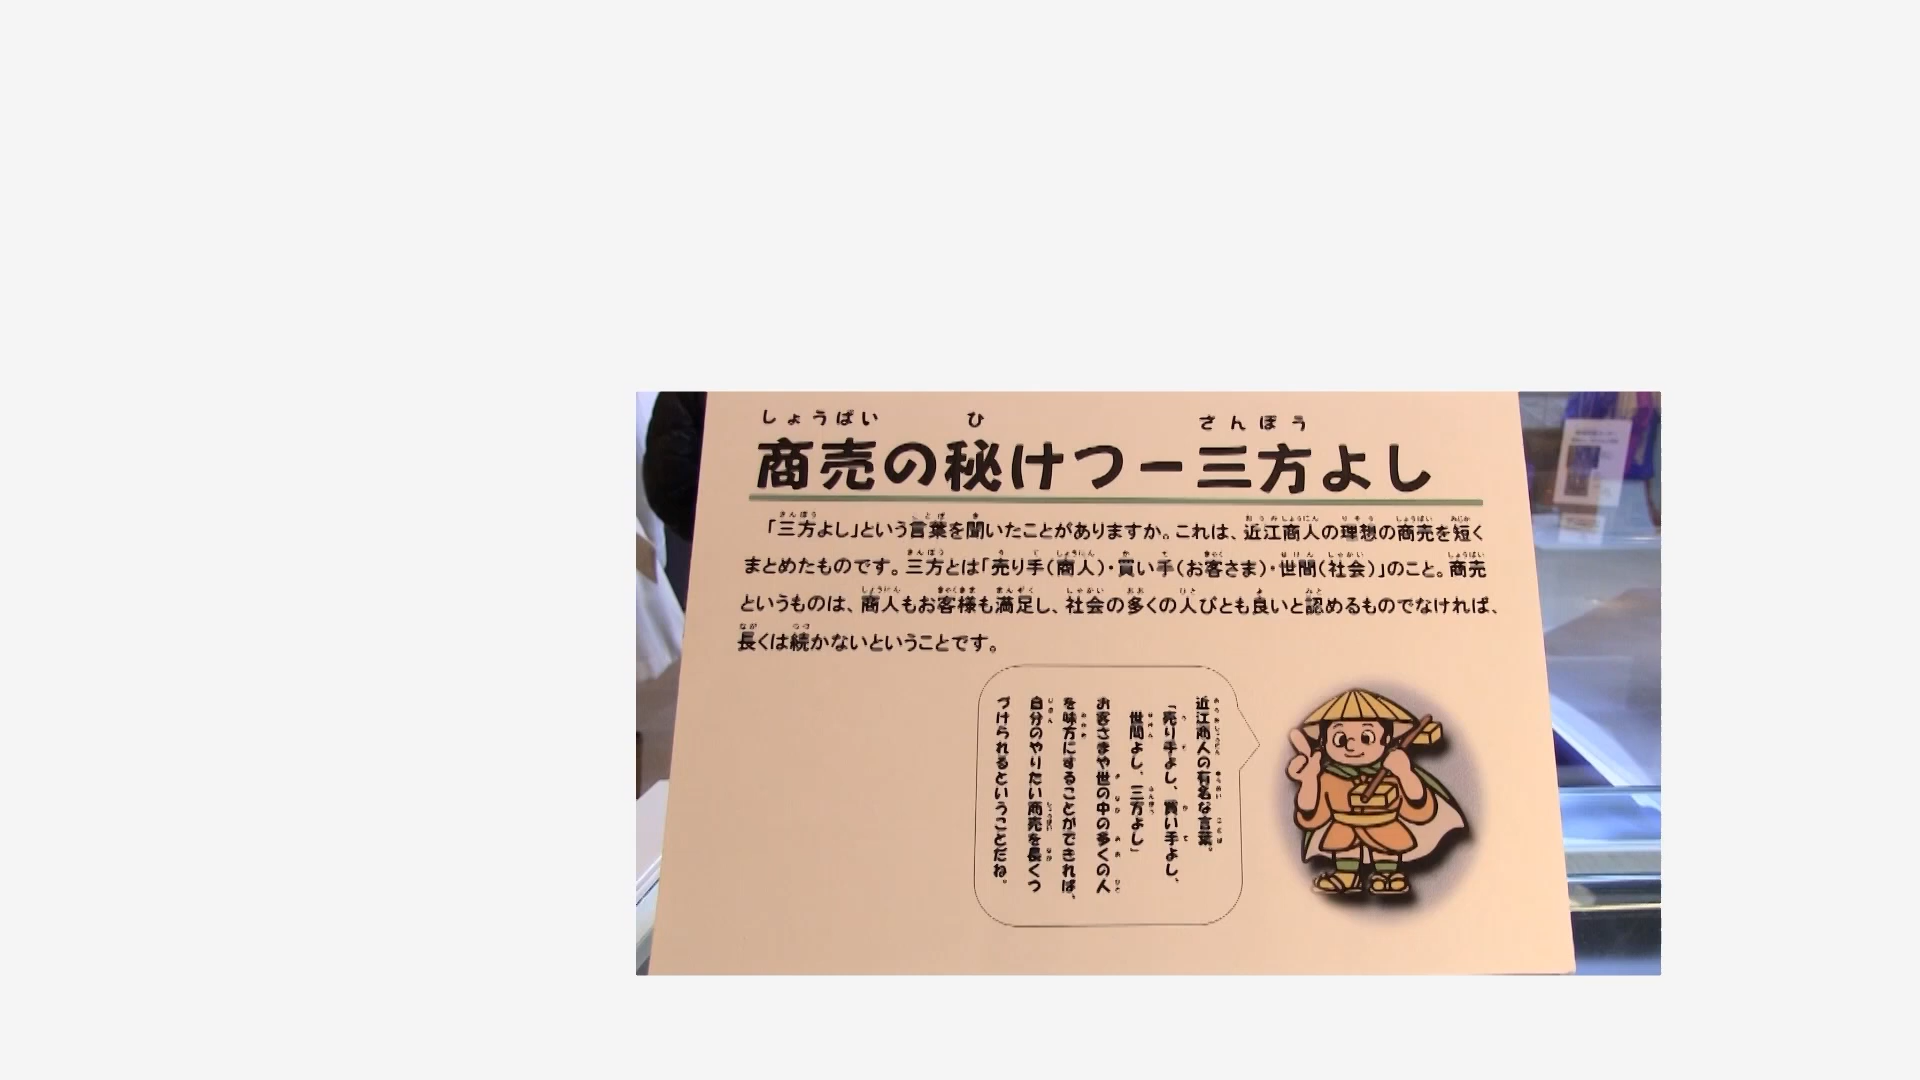 しょうばい ひ さんぽう
商売の秘けつー三方よし
「三方よし」という言葉を聞いたことがありますか。これは、近江商人の理想の商売を短く
まとめたものです。三方とは「売り手(商人)・買い手(お客さま)・世間(社会)」のこと。商売
というものは、商人もお客様も満足し、社会の多くの人びとも良いと認めるものでなければ、
長くは続かないということです。
近江商人の有名な言葉。
「売り手よし、買い手よし、
世間よし、三方よし」
お客さまや世の中の多くの人
を味方にすることができれば、
自分のやりたい商売を長くつ
づけられるということだね。